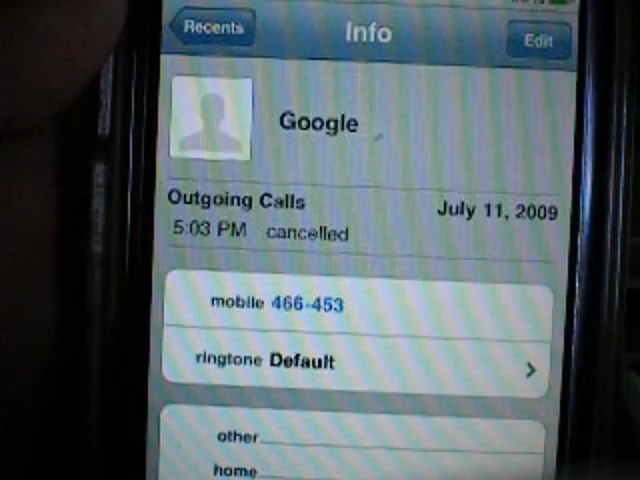 Recents Info Edit
Google
Outgoing Calls July 11, 2009
5:03 PM cancelled
mobile 466-453
ringtone Default
other
home